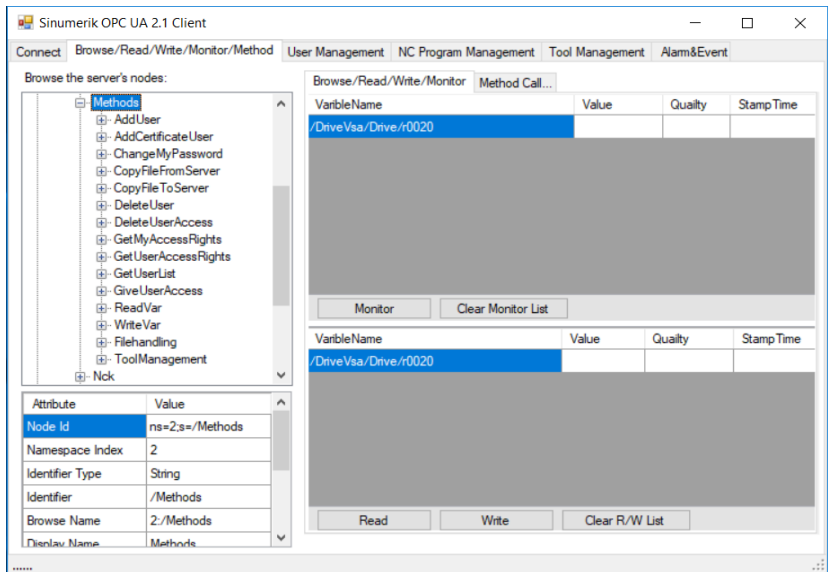 Sinumerik OPC UA 2.1 Client
Connect Browse/Read/Write/Monitor/Method User Management NC Program Management Tool Management Alarm&Event
Browse the server's nodes:
Methods
AddUser
AddCertificateUser
ChangeMyPassword
CopyFileFromServer
CopyFileToServer
DeleteUser
DeleteUserAccess
GetMyAccessRights
GetUserAccessRights
GetUserList
GiveUserAccess
ReadVar
WriteVar
Filehandling
ToolManagement
Nck
Attribute Value
Node Id ns=2;s=/Methods
Namespace Index 2
Identifier Type String
Identifier /Methods
Browse Name 2:/Methods
Display Name Methods
Browse/Read/Write/Monitor Method Call...
VaribleName Value Quailty StampTime
/DriveVsa/Drive/r0020
Monitor Clear Monitor List
VaribleName Value Quailty StampTime
/DriveVsa/Drive/r0020
Read Write Clear R/W List
......